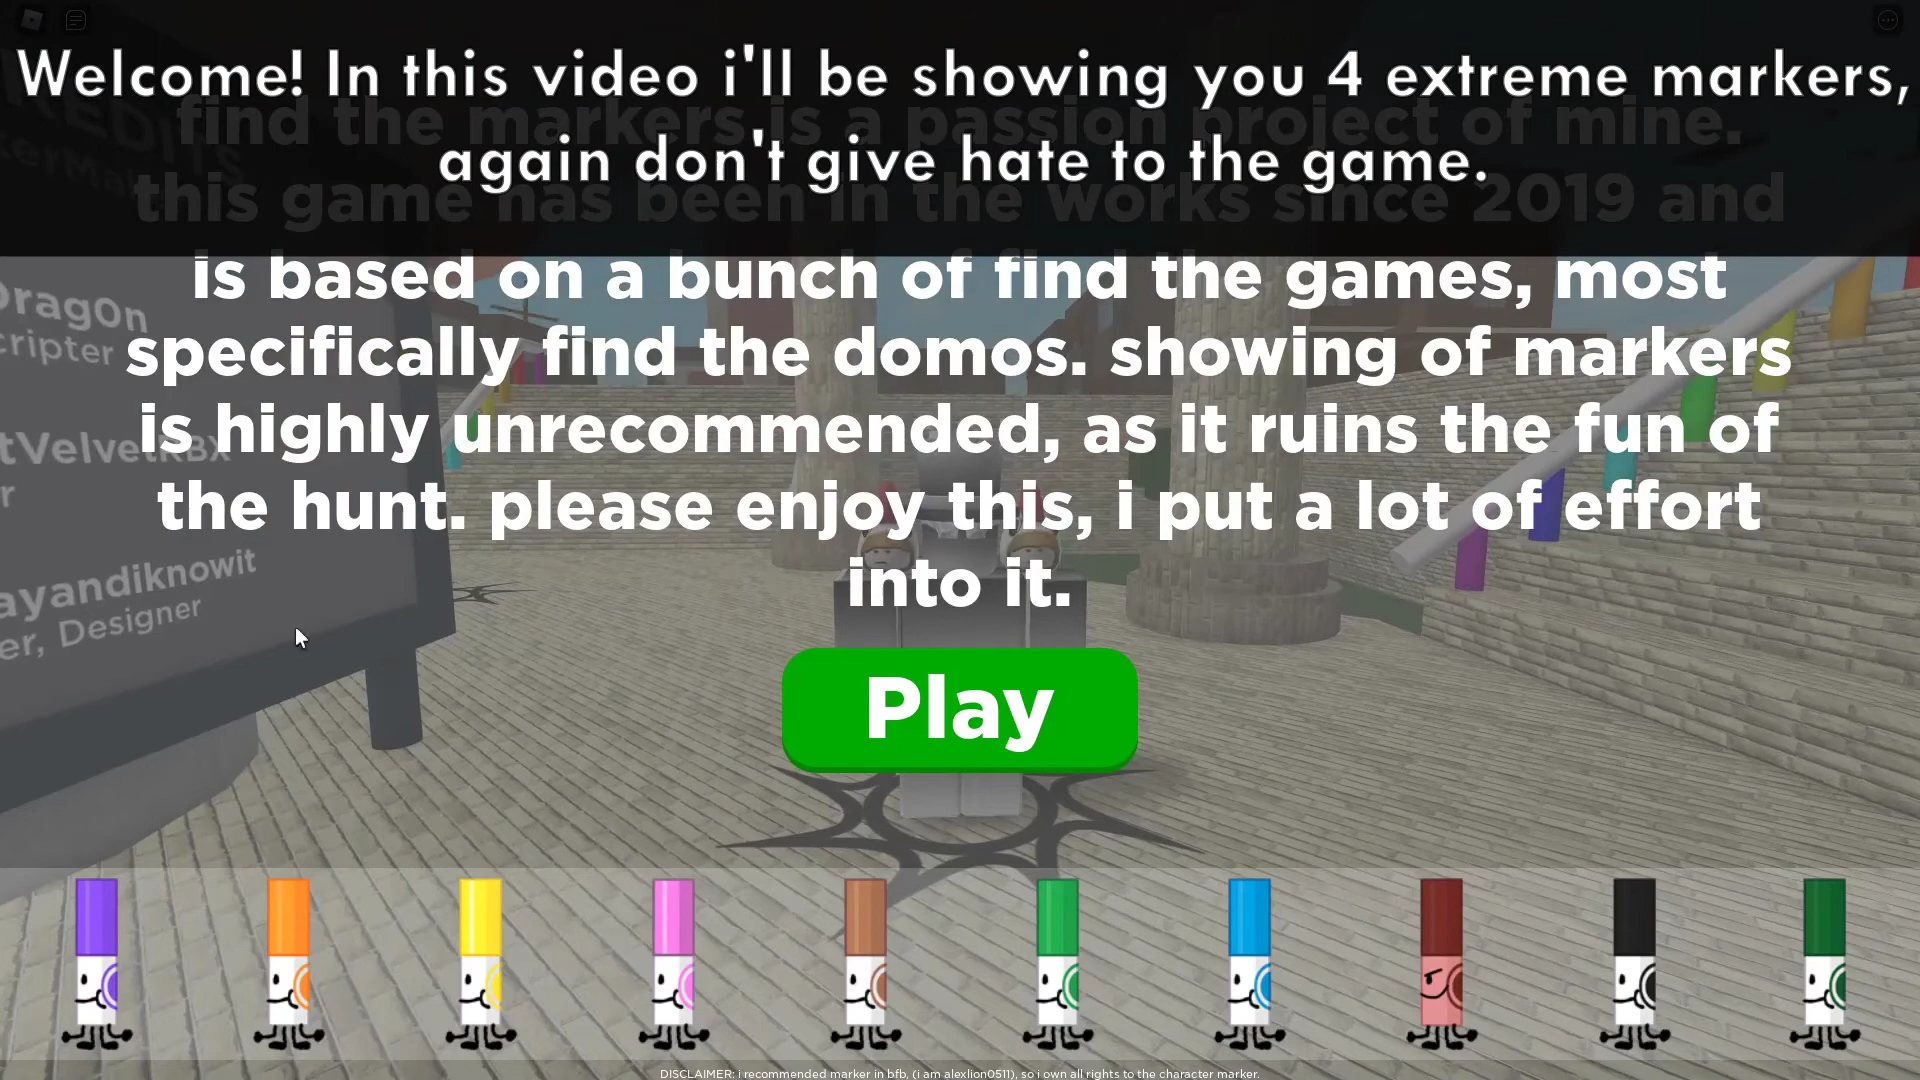 Welcome! In this video i'll be showing you 4 extreme markers,
again don't give hate to the game.
find the markers is a passion project of mine.
this game has been in the works since 2019 and
is based on a bunch of find the games, most
specifically find the domos. showing of markers
is highly unrecommended, as it ruins the fun of
the hunt. please enjoy this, i put a lot of effort
into it.
Play
Drag0n
cripter
tVelvetRBX
r
ayandiknowit
er, Designer
DISCLAIMER: i recommended marker in bfb, (i am alexlion0511), so i own all rights to the character marker.